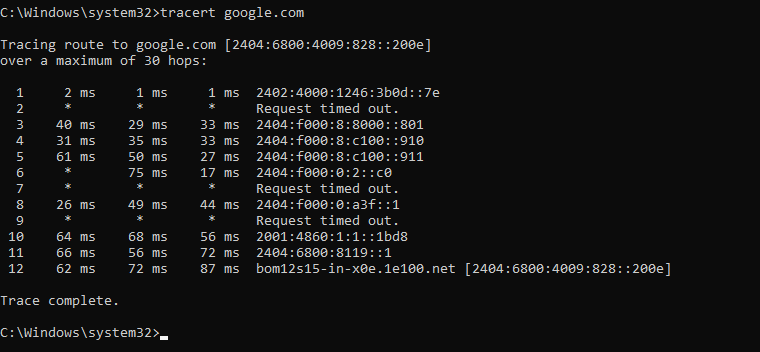 C:\Windows\system32>tracert google.com
Tracing route to google.com [2404:6800:4009:828::200e]
over a maximum of 30 hops:
1 2 ms 1 ms 1 ms 2402:4000:1246:3b0d::7e
2 * * * Request timed out.
3 40 ms 29 ms 33 ms 2404:f000:8:8000::801
4 31 ms 35 ms 33 ms 2404:f000:8:c100::910
5 61 ms 50 ms 27 ms 2404:f000:8:c100::911
6 * 75 ms 17 ms 2404:f000:0:2::c0
7 * * * Request timed out.
8 26 ms 49 ms 44 ms 2404:f000:0:a3f::1
9 * * * Request timed out.
10 64 ms 68 ms 56 ms 2001:4860:1:1::1bd8
11 66 ms 56 ms 72 ms 2404:6800:8119::1
12 62 ms 72 ms 87 ms bom12s15-in-x0e.1e100.net [2404:6800:4009:828::200e]
Trace complete.
C:\Windows\system32>